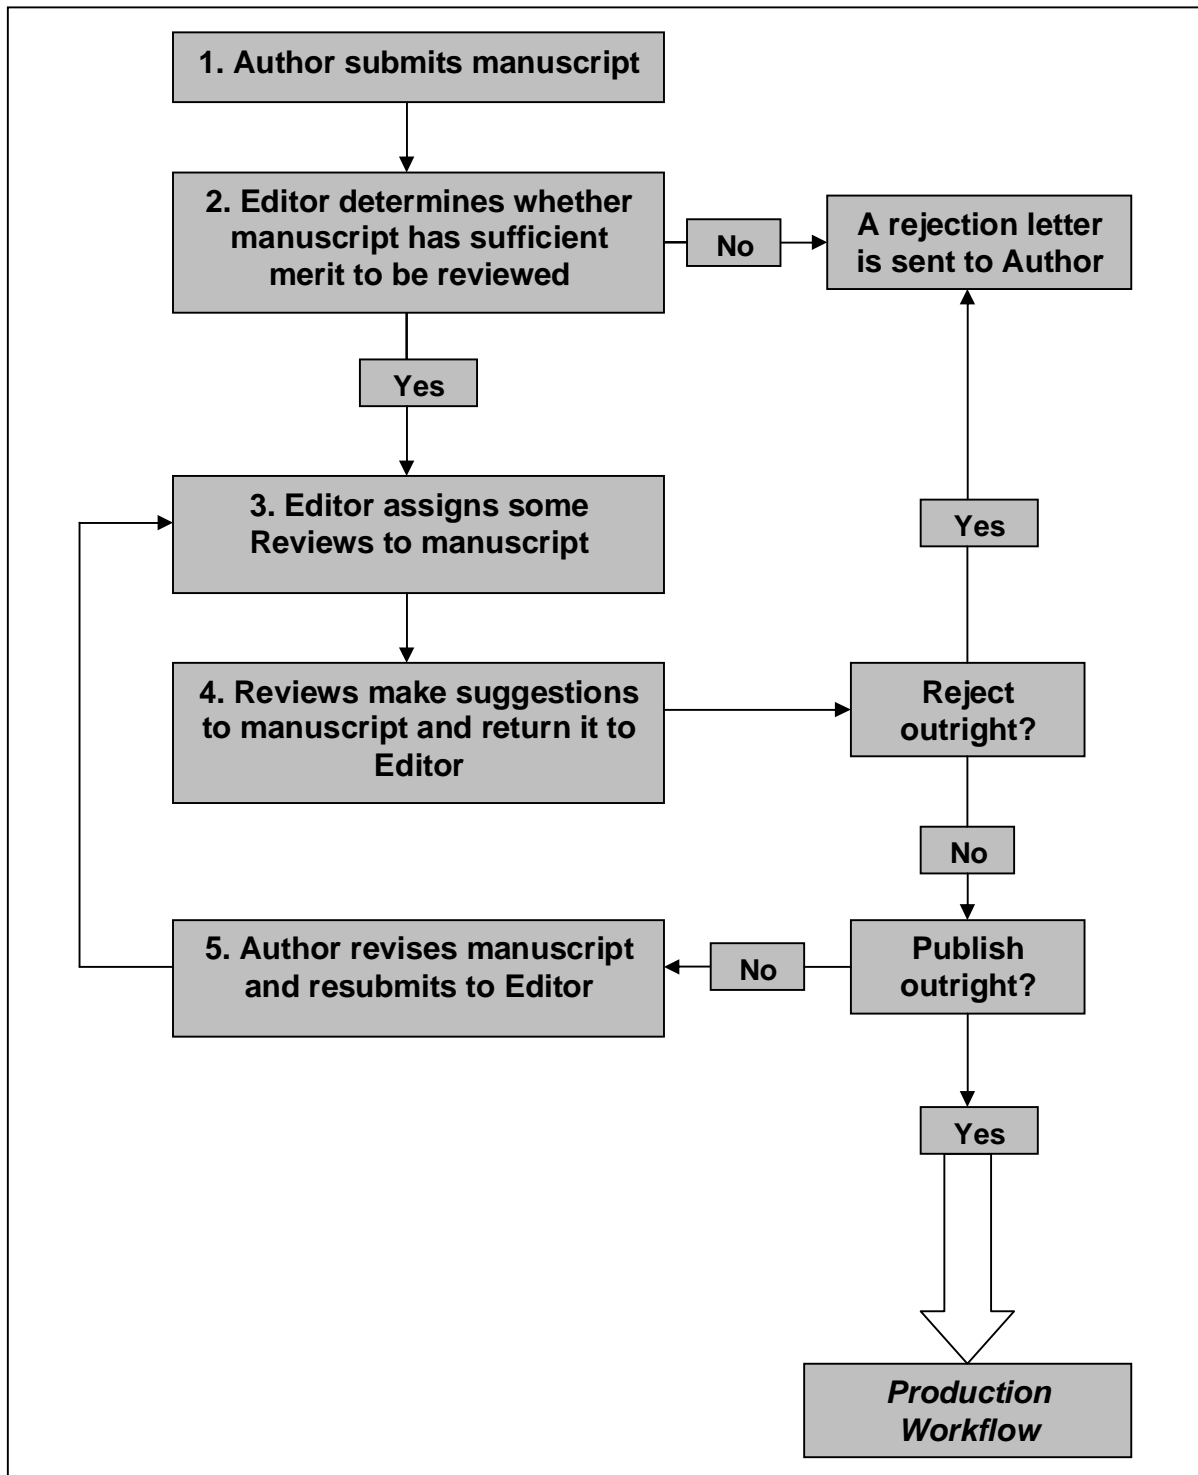 1. Author submits manuscript
2. Editor determines whether
manuscript has sufficient
merit to be reviewed
No
A rejection letter
is sent to Author
Yes
3. Editor assigns some
Reviews to manuscript
Yes
4. Reviews make suggestions
to manuscript and return it to
Editor
Reject
outright?
No
5. Author revises manuscript
and resubmits to Editor
No
Publish
outright?
Yes
Production
Workflow